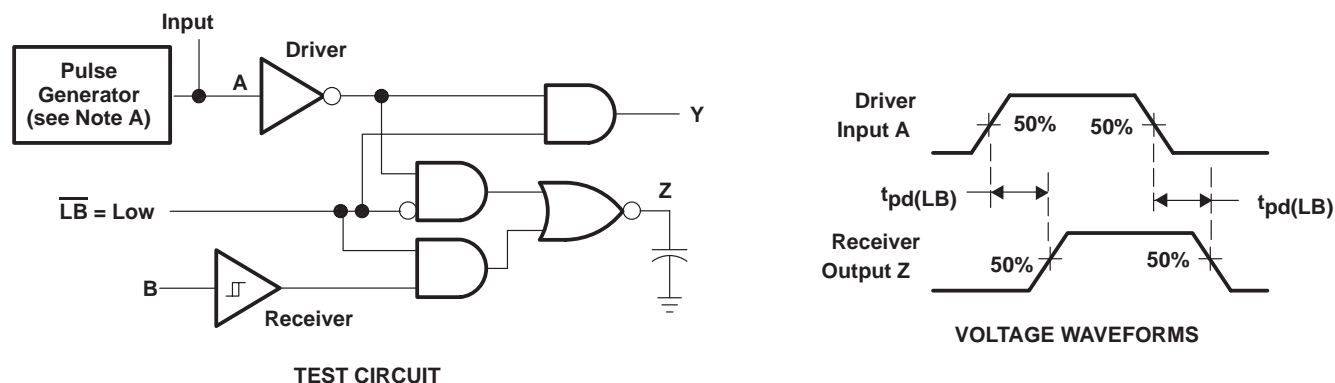 Input
Driver
Pulse
Generator
(see Note A)
A
Y
Z
L̅B̅ = Low
B
Receiver
TEST CIRCUIT
Driver
Input A
50%
50%
tpd(LB)
tpd(LB)
Receiver
Output Z
50%
50%
VOLTAGE WAVEFORMS